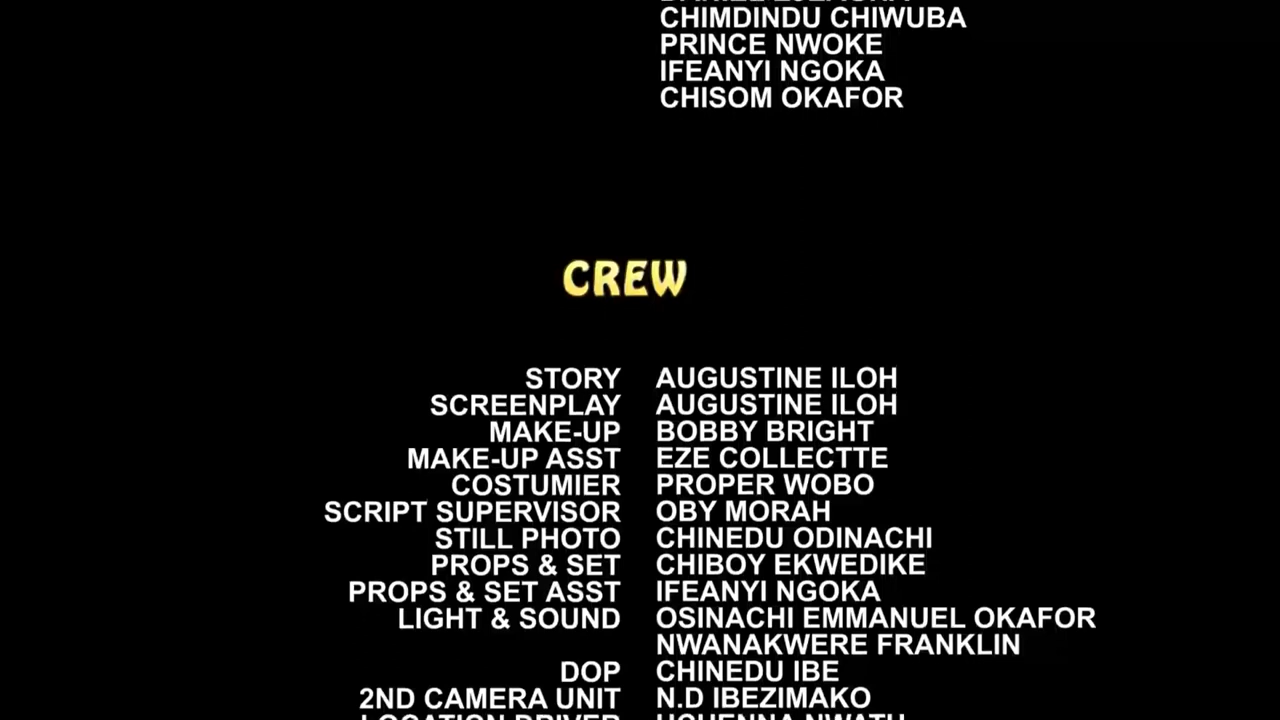 CHIMDINDU CHIWUBA
PRINCE NWOKE
IFEANYI NGOKA
CHISOM OKAFOR
CREW
STORY AUGUSTINE ILOH
SCREENPLAY AUGUSTINE ILOH
MAKE-UP BOBBY BRIGHT
MAKE-UP ASST EZE COLLECTTE
COSTUMIER PROPER WOBO
SCRIPT SUPERVISOR OBY MORAH
STILL PHOTO CHINEDU ODINACHI
PROPS & SET CHIBOY EKWEDIKE
PROPS & SET ASST IFEANYI NGOKA
LIGHT & SOUND OSINACHI EMMANUEL OKAFOR
NWANAKWERE FRANKLIN
DOP CHINEDU IBE
2ND CAMERA UNIT N.D IBEZIMAKO
LOCATION DRIVER UCHENNA